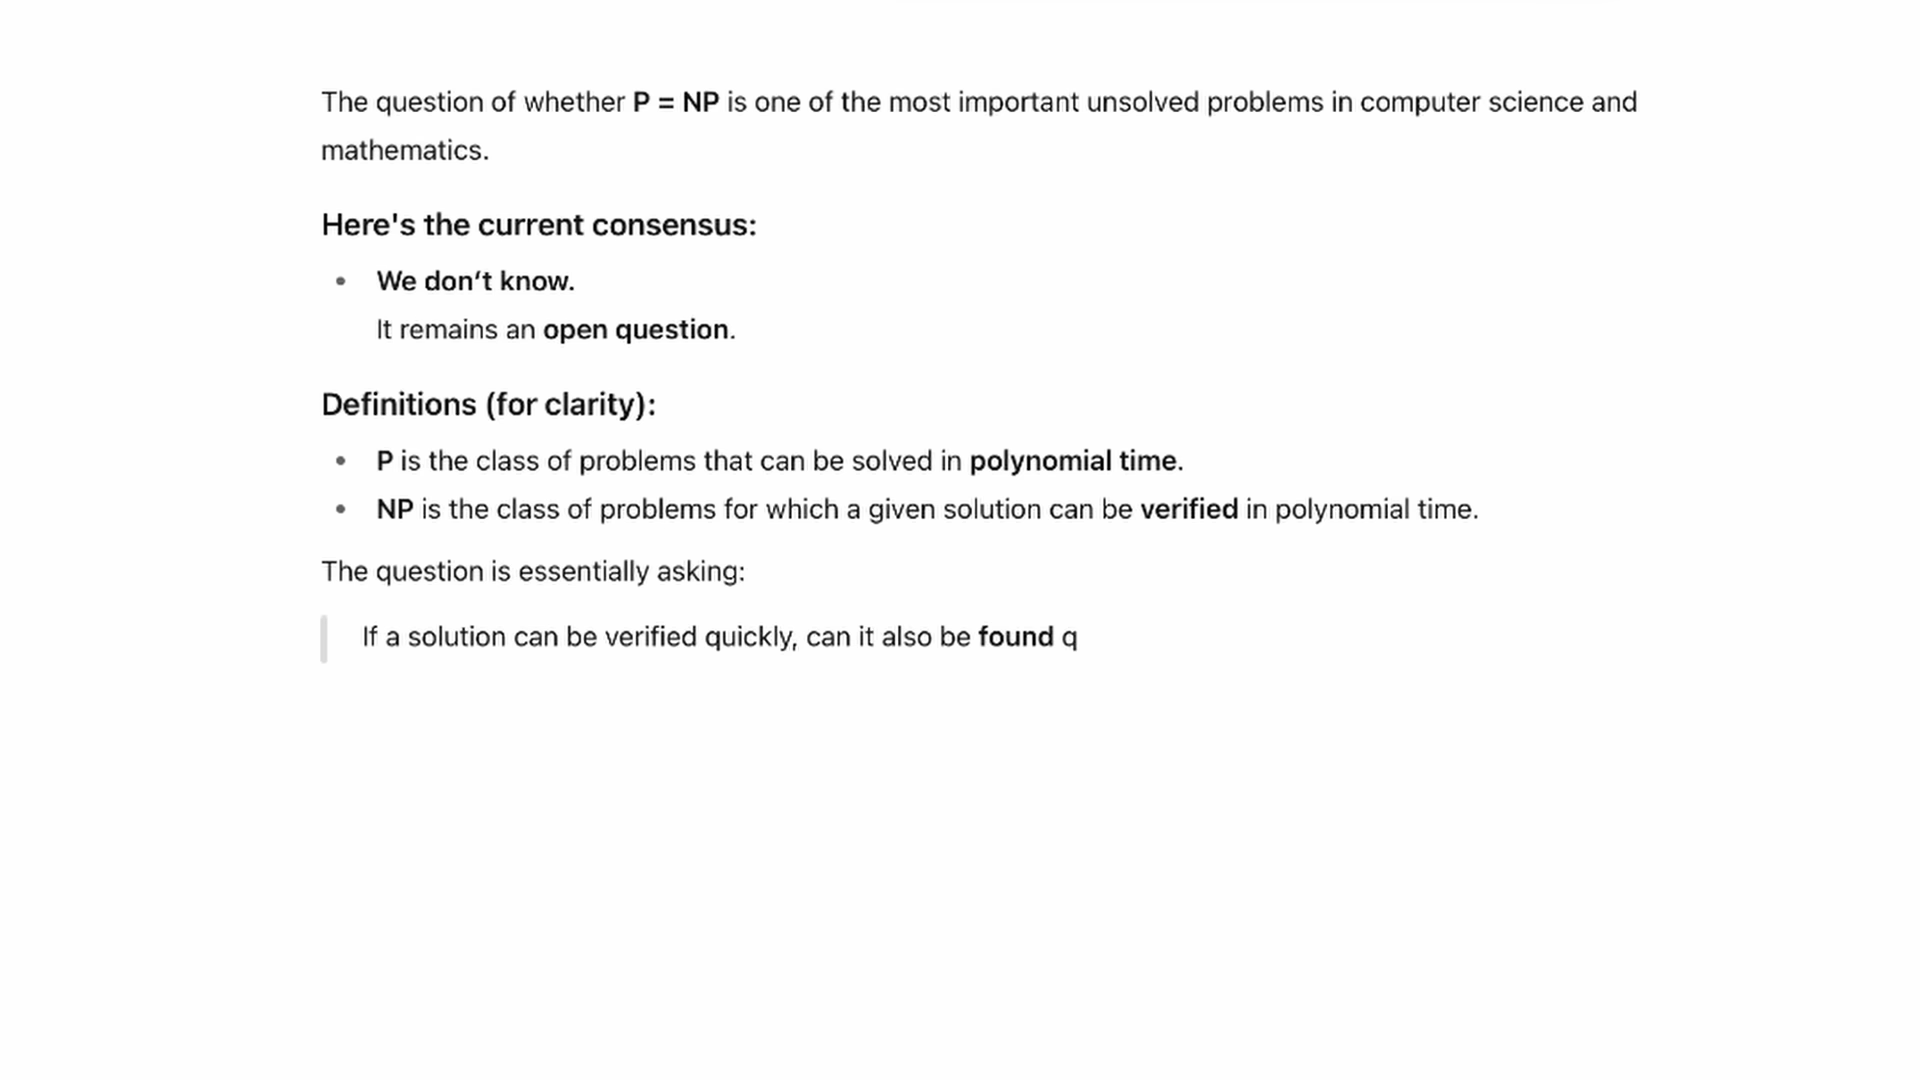 The question of whether P = NP is one of the most important unsolved problems in computer science and
mathematics.
Here's the current consensus:
• We don’t know.
It remains an open question.
Definitions (for clarity):
• P is the class of problems that can be solved in polynomial time.
• NP is the class of problems for which a given solution can be verified in polynomial time.
The question is essentially asking:
If a solution can be verified quickly, can it also be found q